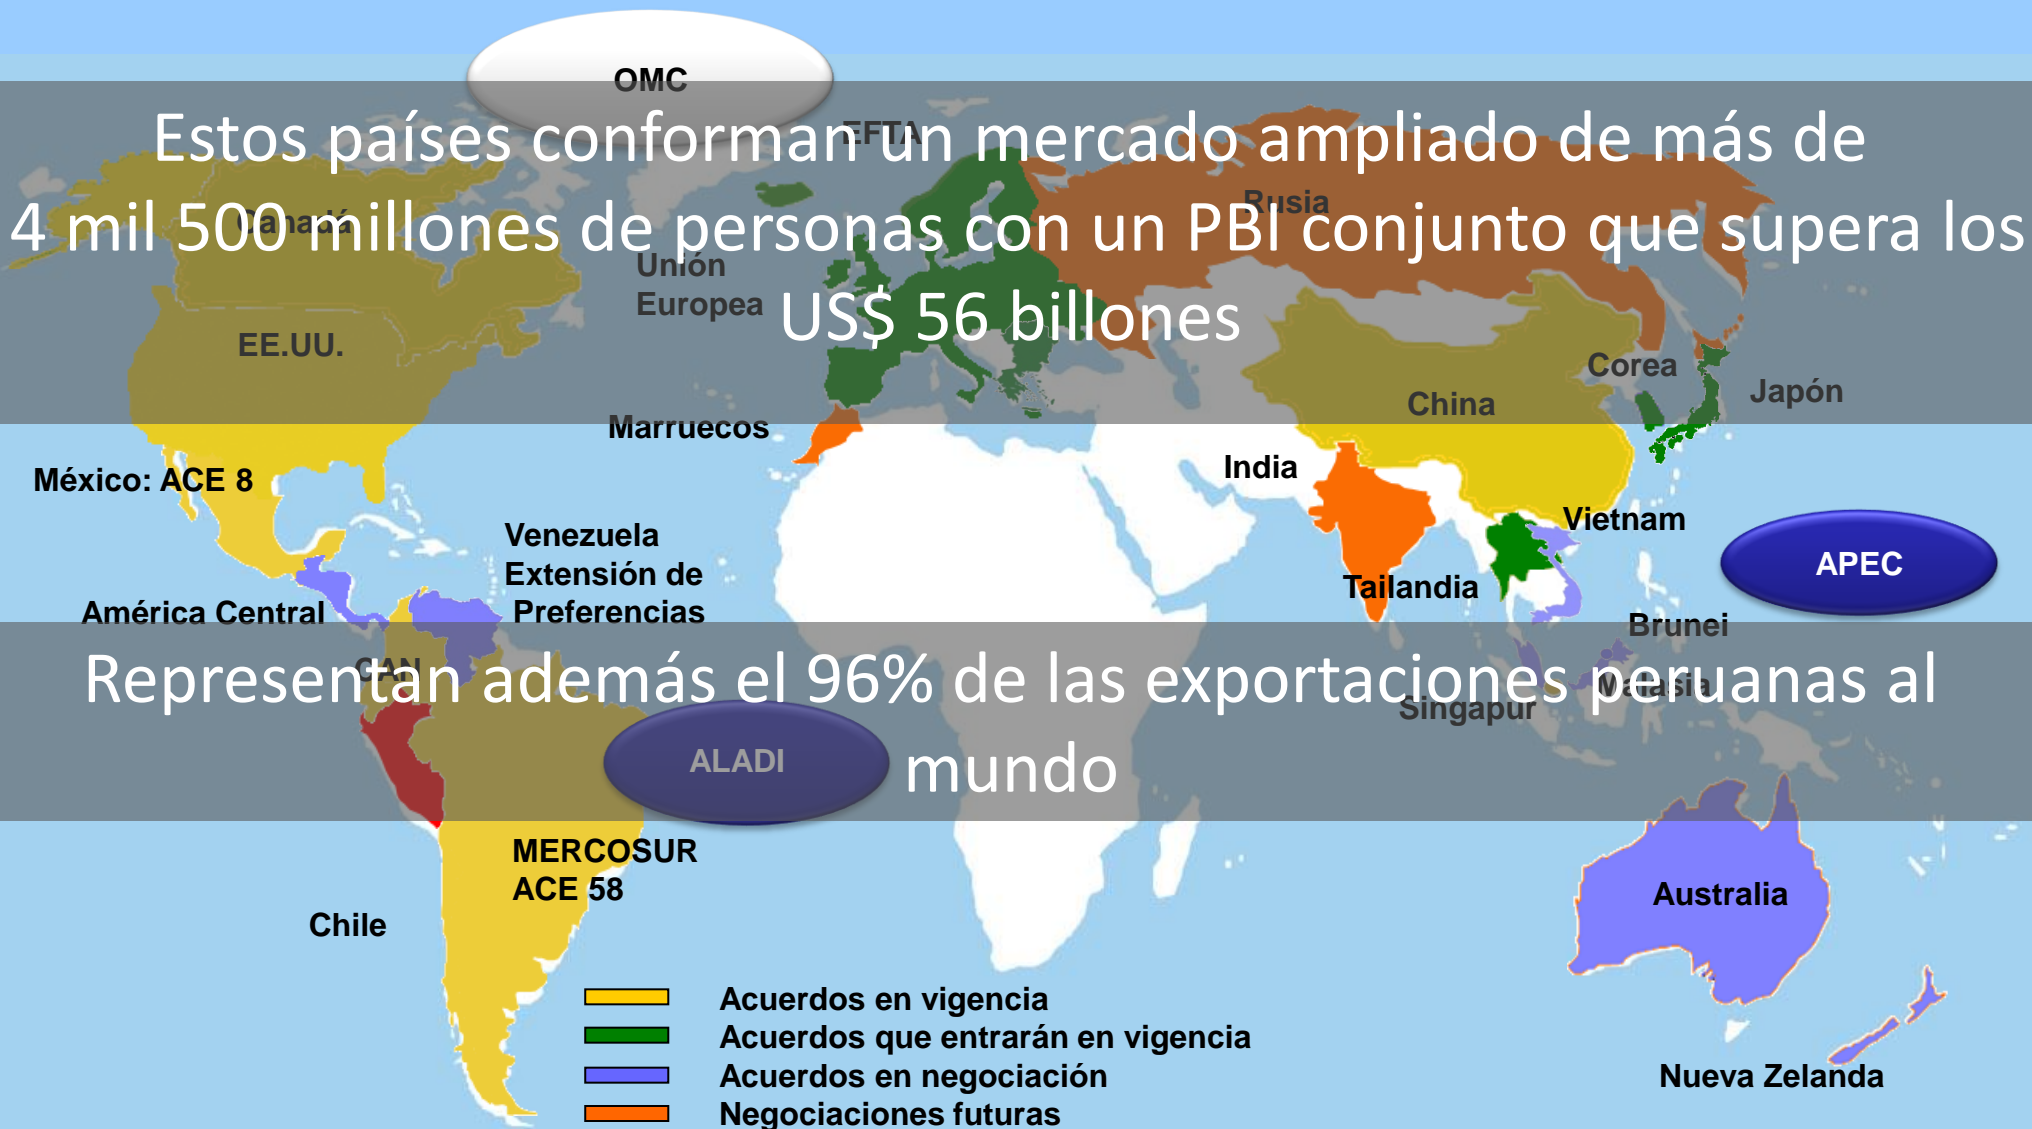 OMC
Estos países conforman un mercado ampliado de más de
4 mil 500 millones de personas con un PBI conjunto que supera los
US$ 56 billones
EFTA
Canadá
Rusia
Unión
Europea
EE.UU.
Corea
Japón
China
Marruecos
India
México: ACE 8
Vietnam
Venezuela
Extensión de
Preferencias
APEC
Tailandia
América Central
Brunei
Representan además el 96% de las exportaciones peruanas al
mundo
CAN
Malasia
Singapur
ALADI
MERCOSUR
ACE 58
Australia
Chile
Acuerdos en vigencia
Acuerdos que entrarán en vigencia
Acuerdos en negociación
Negociaciones futuras
Nueva Zelanda